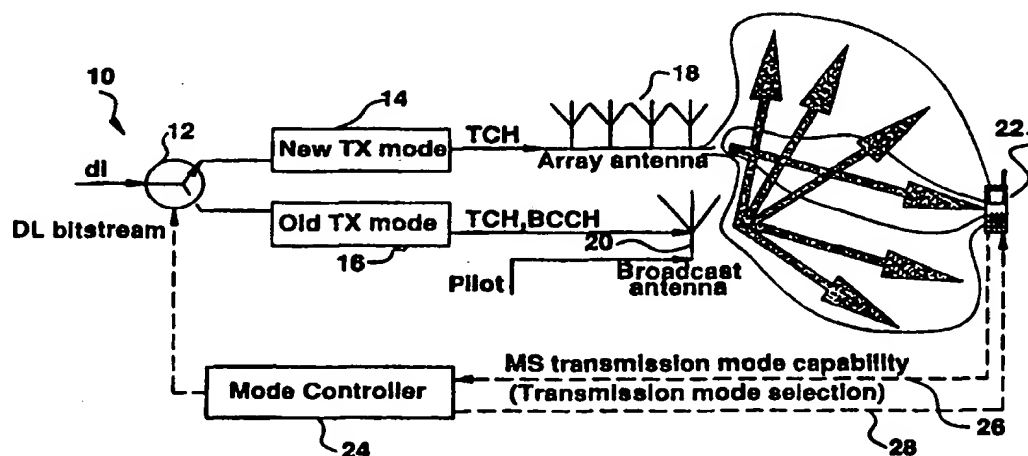 10
12
14
18
22
New TX mode
TCH
Array antenna
dl
DL bitstream
Old TX mode
TCH,BCCH
16
20
Pilot
Broadcast
antenna
MS transmission mode capability
Mode Controller
(Transmission mode selection)
24
26
28